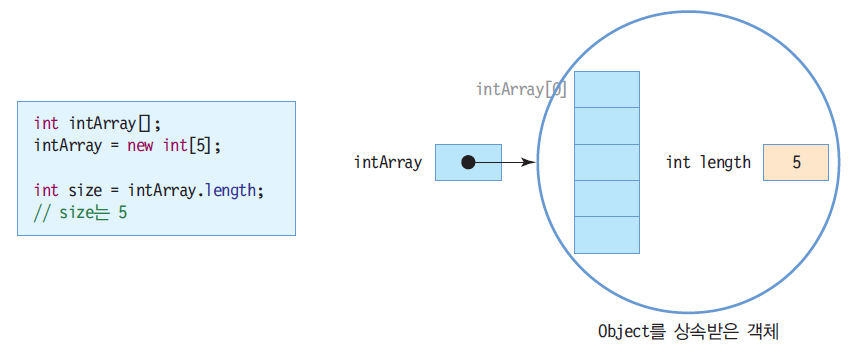 int intArray[];
intArray = new int[5];
int size = intArray.length;
// size는 5
intArray[0]
intArray
int length
5
Object를 상속받은 객체